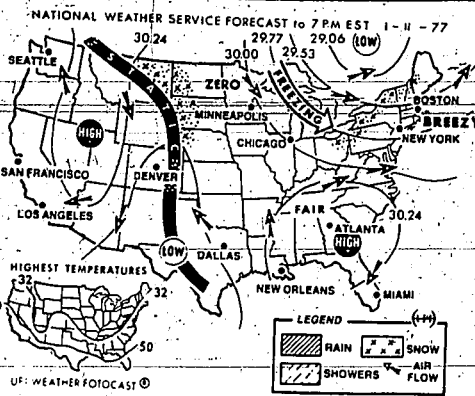 NATIONAL WEATHER SERVICE FORECAST to 7 P.M EST 1-11-77
30.24
30.00
29.77
29.53
29.06
LOW
SEATTLE
STATIC
ZERO
FREEZING
MINNEAPOLIS
BOSTON
BREEZY
NEW YORK
HIGH
CHICAGO
SAN FRANCISCO
DENVER
LOS ANGELES
FAIR
30.24
ATLANTA
HIGH
LOW
DALLAS
NEW ORLEANS
MIAMI
HIGHEST TEMPERATURES
32
32
50
LEGEND
RAIN
SNOW
SHOWERS
AIR
FLOW
UPI WEATHER FOTOCAST ®